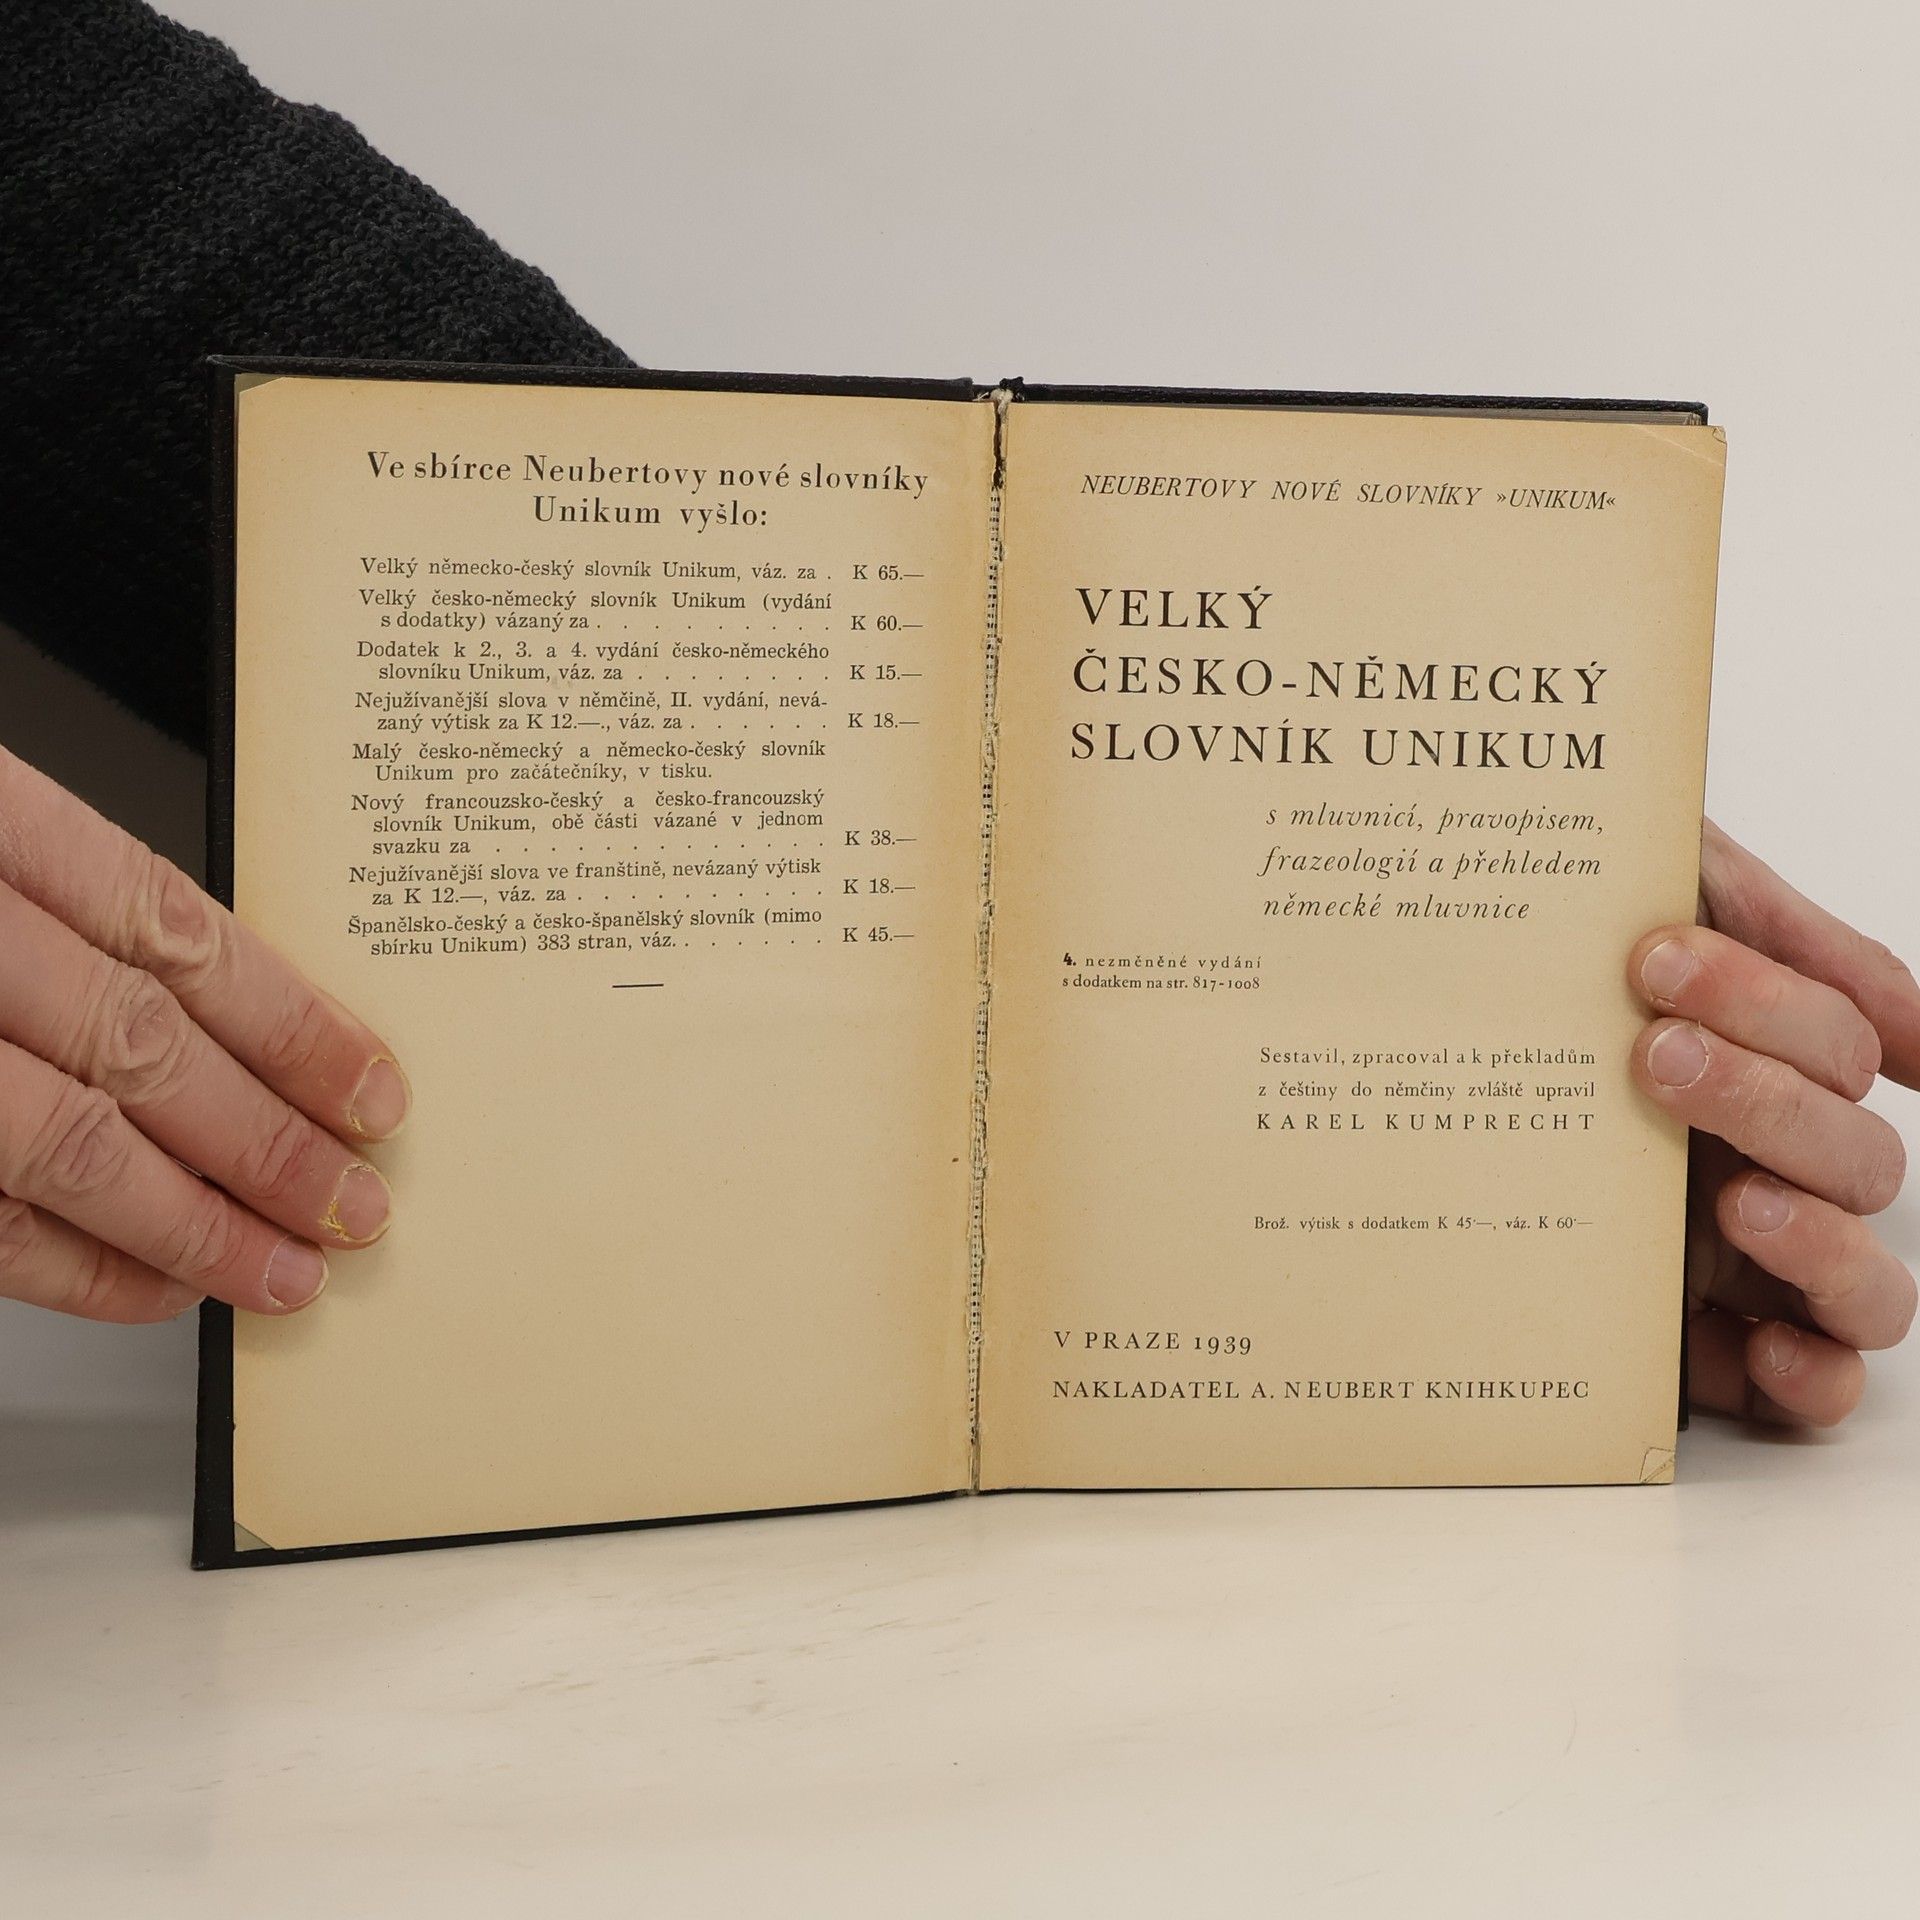 Ve sbírce Neubertovy nové slovníky
Unikum vyšlo:
Velký německo-český slovník Unikum, váz. za . K 65.—
Velký česko-německý slovník Unikum (vydání
s dodatky) vázaný za . . . . . . . . . K 60.—
Dodatek k 2., 3. a 4. vydání česko-německého
slovníku Unikum, váz. za . . . . . . . . K 15.—
Nejužívanější slova v němčině, II. vydání, nevá-
zaný výtisk za K 12.—., váz. za . . . . . . K 18.—
Malý česko-německý a německo-český slovník
Unikum pro začátečníky, v tisku.
Nový francouzsko-český a česko-francouzský
slovník Unikum, obě části vázané v jednom
svazku za . . . . . . . . . . . . . K 38.—
Nejužívanější slova ve franštině, nevázaný výtisk
za K 12.—, váz. za . . . . . . . . . . K 18.—
Španělsko-český a česko-španělský slovník (mimo
sbírku Unikum) 383 stran, váz. . . . . . . K 45.—
NEUBERTOVY NOVÉ SLOVNÍKY »UNIKUM«
VELKÝ
ČESKO-NĚMECKÝ
SLOVNÍK UNIKUM
s mluvnicí, pravopisem,
frazeologií a přehledem
německé mluvnice
4. nezměněné vydání
s dodatkem na str. 817-1008
Sestavil, zpracoval a k překladům
z češtiny do němčiny zvláště upravil
KAREL KUMPRECHT
Brož. výtisk s dodatkem K 45·—, váz. K 60·—
V PRAZE 1939
NAKLADATEL A. NEUBERT KNIHKUPEC